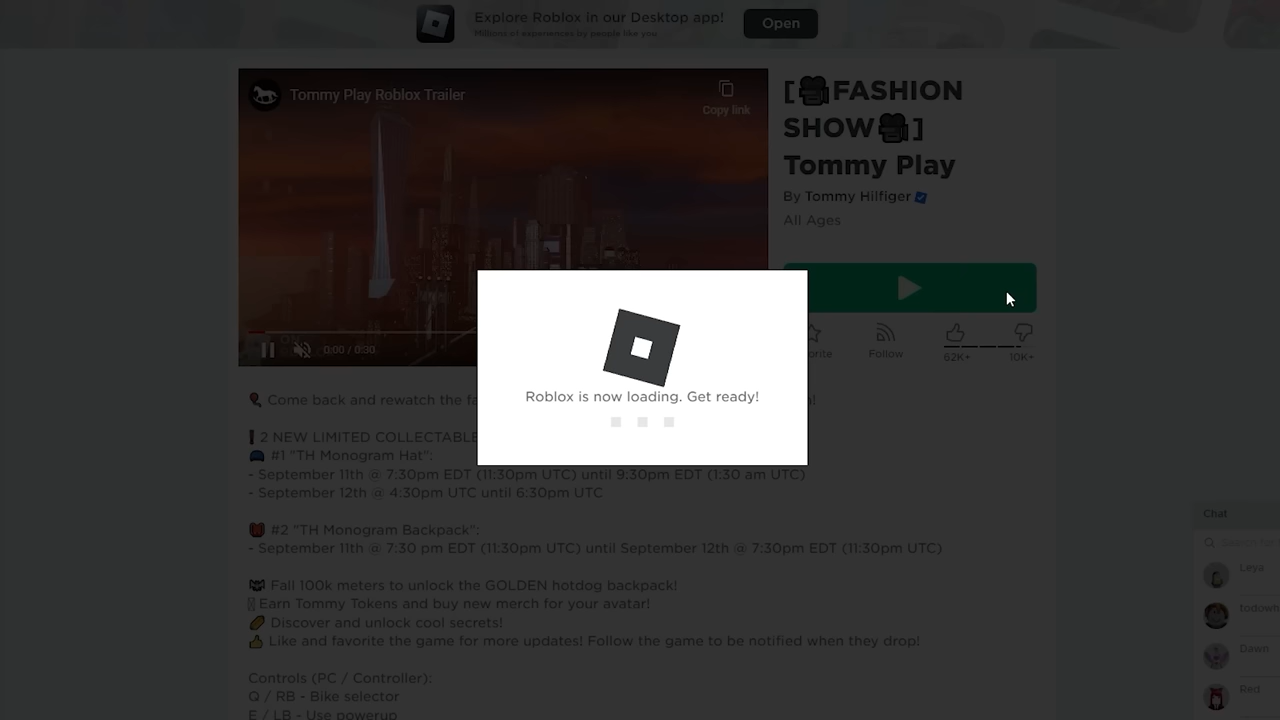 Explore Roblox in our Desktop app!
Millions of experiences by people like you
Open
Tommy Play Roblox Trailer
Copy link
0:00 / 0:30
[🎥FASHION
SHOW🎥]
Tommy Play
By Tommy Hilfiger
All Ages
Follow
62K+
10K+
Roblox is now loading. Get ready!
Come back and rewatch the
2 NEW LIMITED COLLECTABLE
#1 "TH Monogram Hat":
- September 11th @ 7:30pm EDT (11:30pm UTC) until 9:30pm EDT (1:30 am UTC)
- September 12th @ 4:30pm UTC until 6:30pm UTC
#2 "TH Monogram Backpack":
- September 11th @ 7:30 pm EDT (11:30pm UTC) until September 12th @ 7:30pm EDT (11:30pm UTC)
Fall 100k meters to unlock the GOLDEN hotdog backpack!
Earn Tommy Tokens and buy new merch for your avatar!
Discover and unlock cool secrets!
👍 Like and favorite the game for more updates! Follow the game to be notified when they drop!
Controls (PC / Controller):
Q / RB - Bike selector
E / LB - Use powerup
Chat
Leya
Dawn
Red